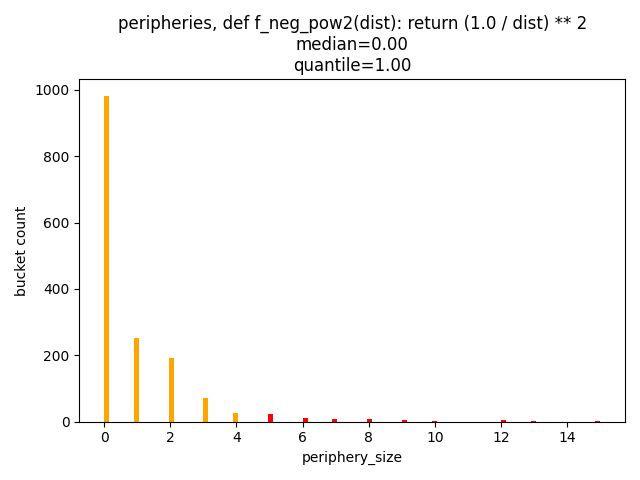 peripheries, def f_neg_pow2(dist): return (1.0 / dist) ** 2
median=0.00
quantile=1.00
1000
800
600
400
200
0
bucket count
0 2 4 6 8 10 12 14
periphery_size